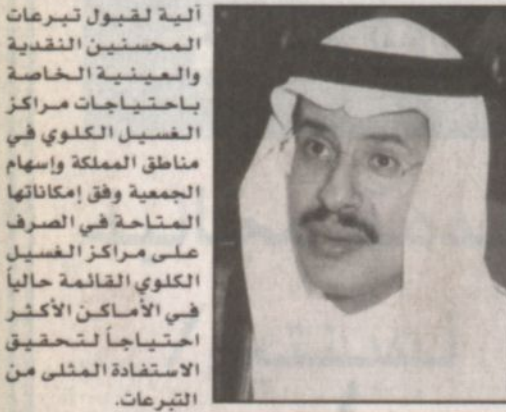 آلية لقبول تبرعات
المحسنين النقدية
والعينية الخاصة
باحتياجات مراكز
الغسيل الكلوي في
مناطق المملكة وإسهام
الجمعية وفق إمكاناتها
المتاحة في الصرف
على مراكز الغسيل
الكلوي القائمة حالياً
في الأماكن الأكثر
احتياجاً لتحقيق
الاستفادة المثلى من
التبرعات.